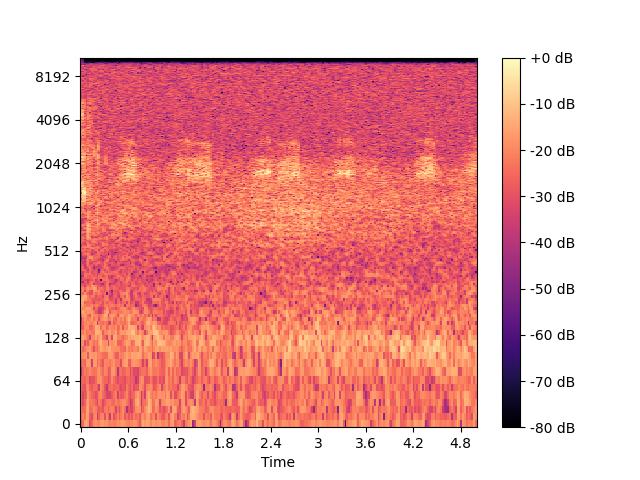 8192
4096
2048
1024
512
256
128
64
0
Hz
0 0.6 1.2 1.8 2.4 3 3.6 4.2 4.8
Time
+0 dB
-10 dB
-20 dB
-30 dB
-40 dB
-50 dB
-60 dB
-70 dB
-80 dB